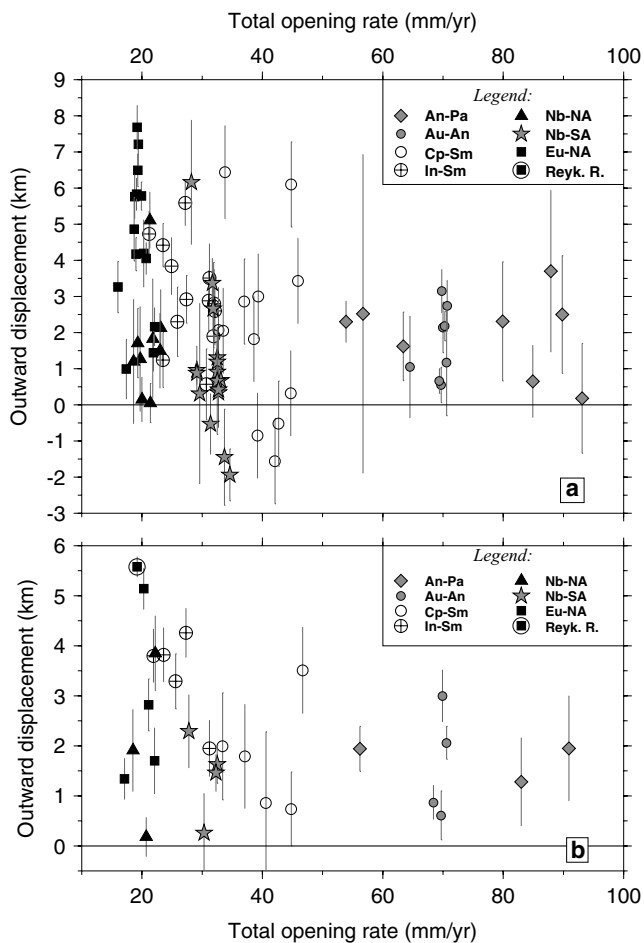 Total opening rate (mm/yr)
20 40 60 80 100
9
8
7
6
5
4
3
2
1
0
-1
-2
-3
Outward displacement (km)
Legend:
An-Pa Nb-NA
Au-An Nb-SA
Cp-Sm Eu-NA
In-Sm Reyk. R.
a
6
5
4
3
2
1
0
Outward displacement (km)
Legend:
An-Pa Nb-NA
Au-An Nb-SA
Cp-Sm Eu-NA
In-Sm Reyk. R.
b
20 40 60 80 100
Total opening rate (mm/yr)